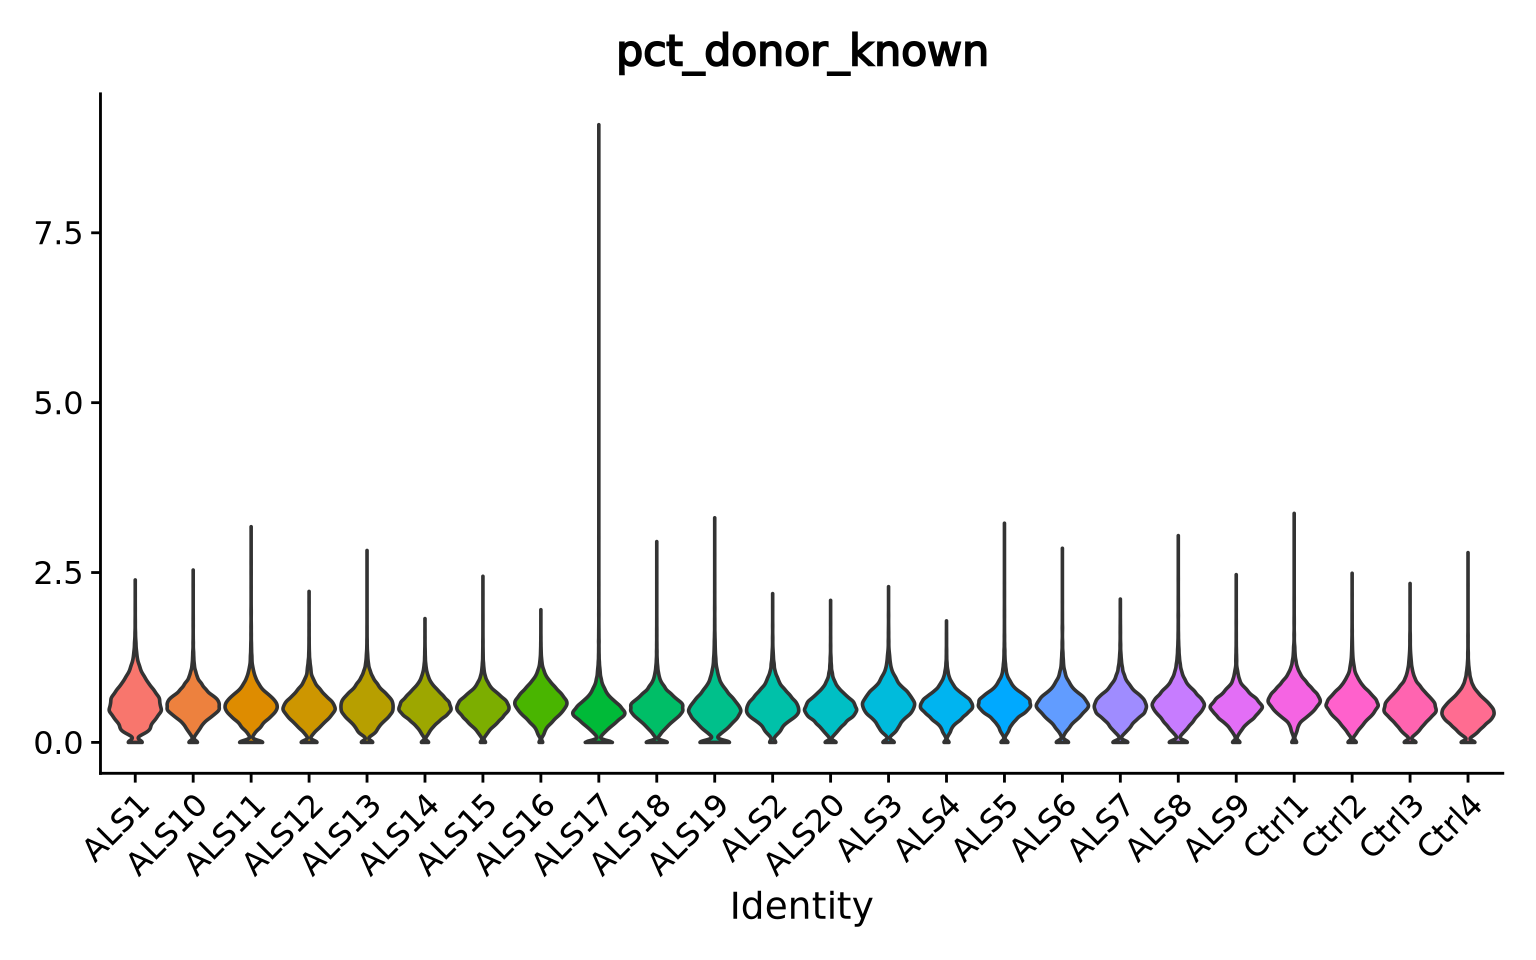 pct_donor_known
7.5
5.0
2.5
0.0
ALS1 ALS10 ALS11 ALS12 ALS13 ALS14 ALS15 ALS16 ALS17 ALS18 ALS19 ALS2 ALS20 ALS3 ALS4 ALS5 ALS6 ALS7 ALS8 ALS9 Ctrl1 Ctrl2 Ctrl3 Ctrl4
Identity